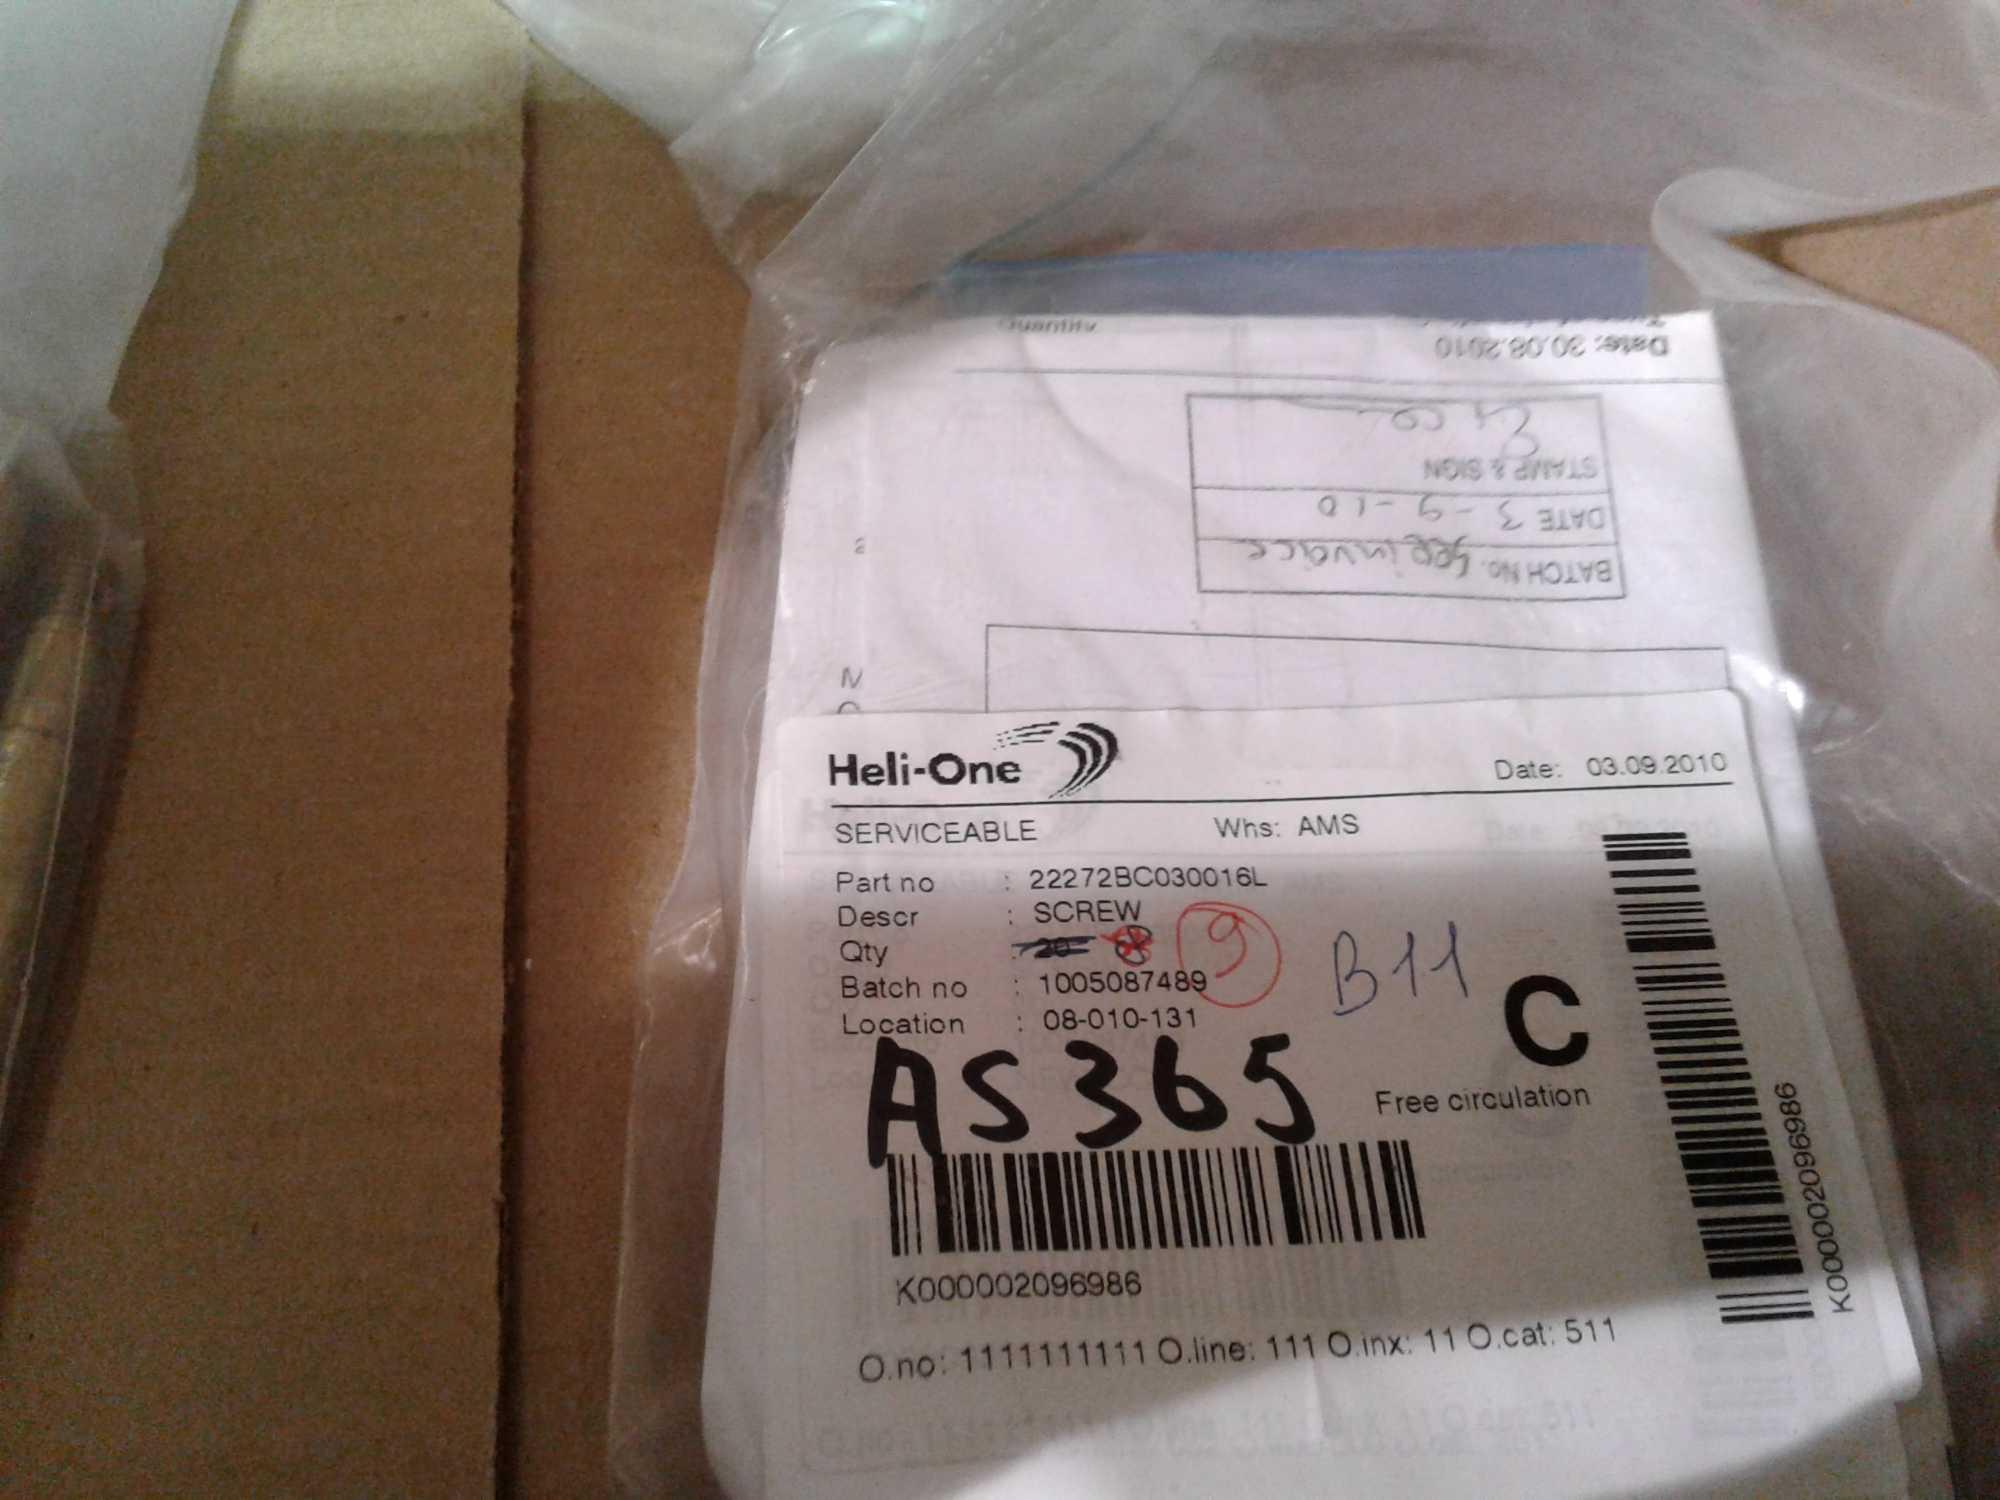 Quantity
Date: 30.08.2010
STAMP & SIGN
DATE 3-9-10
BATCH No. See invoice
Heli-One
Date: 03.09.2010
SERVICEABLE Whs: AMS
Part no : 22272BC030016L
Descr : SCREW
Qty : 20 9
B11
Batch no : 1005087489
Location : 08-010-131
C
AS365
Free circulation
K000002096986
K000002096986
O.no: 1111111111 O.line: 111 O.inx: 11 O.cat: 511